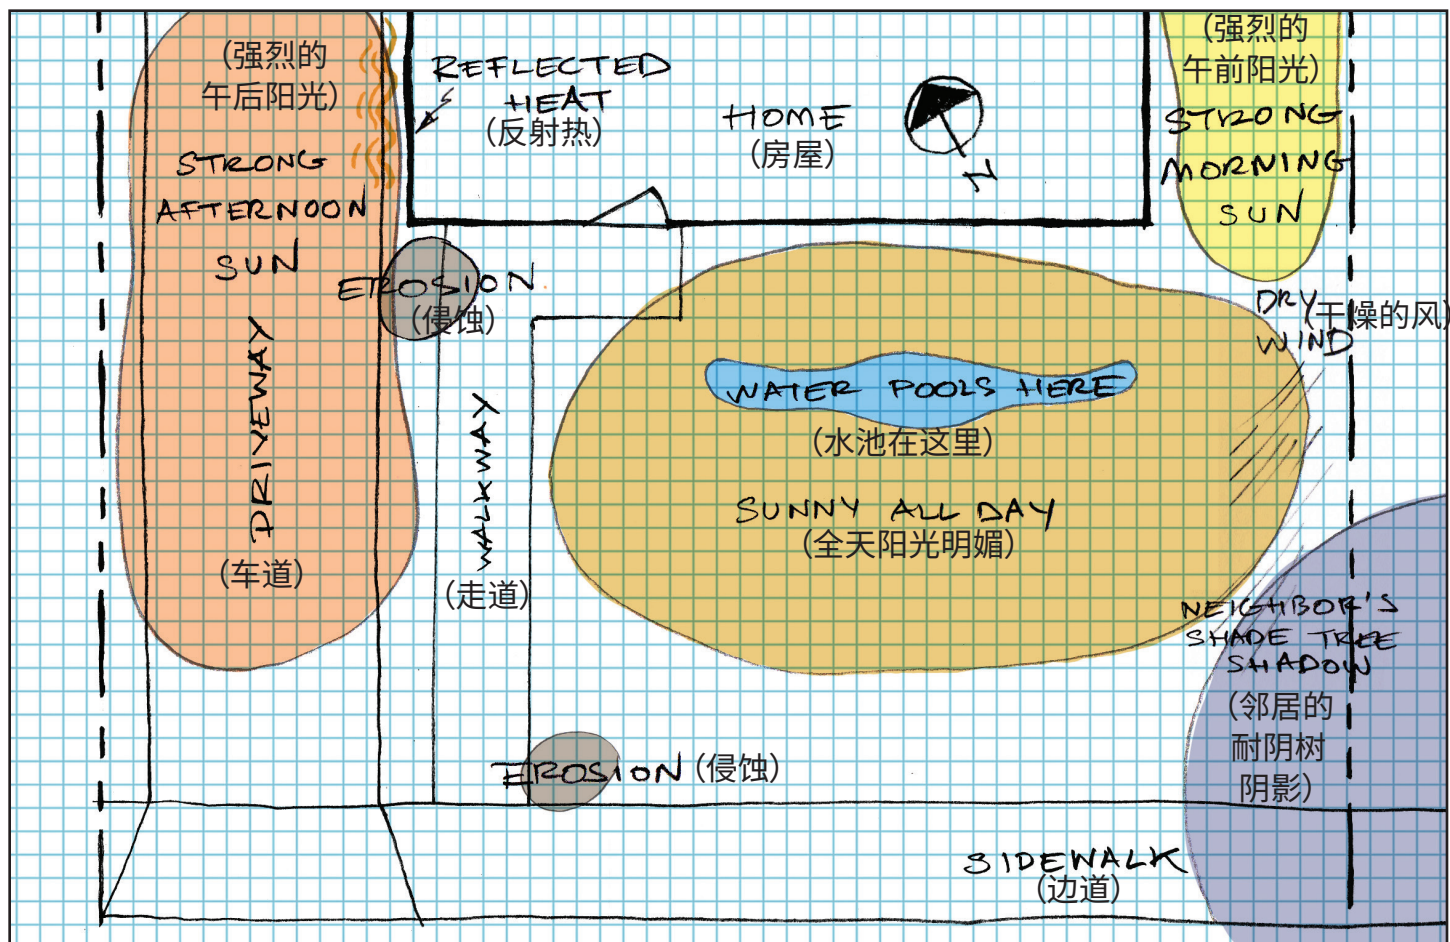 (强烈的
午后阳光)
STRONG
AFTERNOON
SUN
REFLECTED
HEAT
(反射热)
HOME
(房屋)
N
(强烈的
午前阳光)
STRONG
MORNING
SUN
EROSION
(侵蚀)
DRY
WIND
(干燥的风)
DRIVEWAY
(车道)
WALKWAY
(走道)
WATER POOLS HERE
(水池在这里)
SUNNY ALL DAY
(全天阳光明媚)
NEIGHBOR'S
SHADE TREE
SHADOW
(邻居的
耐阴树
阴影)
EROSION (侵蚀)
SIDEWALK
(边道)